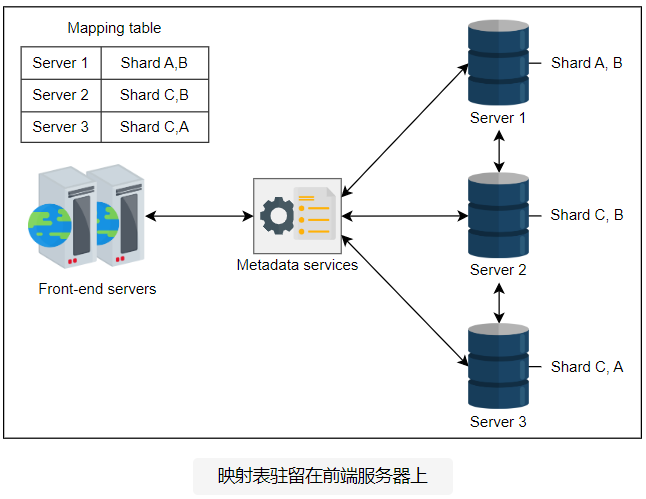 Mapping table
Server 1 Shard A,B
Server 2 Shard C,B
Server 3 Shard C,A
Front-end servers
Metadata services
Shard A, B
Server 1
Shard C, B
Server 2
Shard C, A
Server 3
映射表驻留在前端服务器上